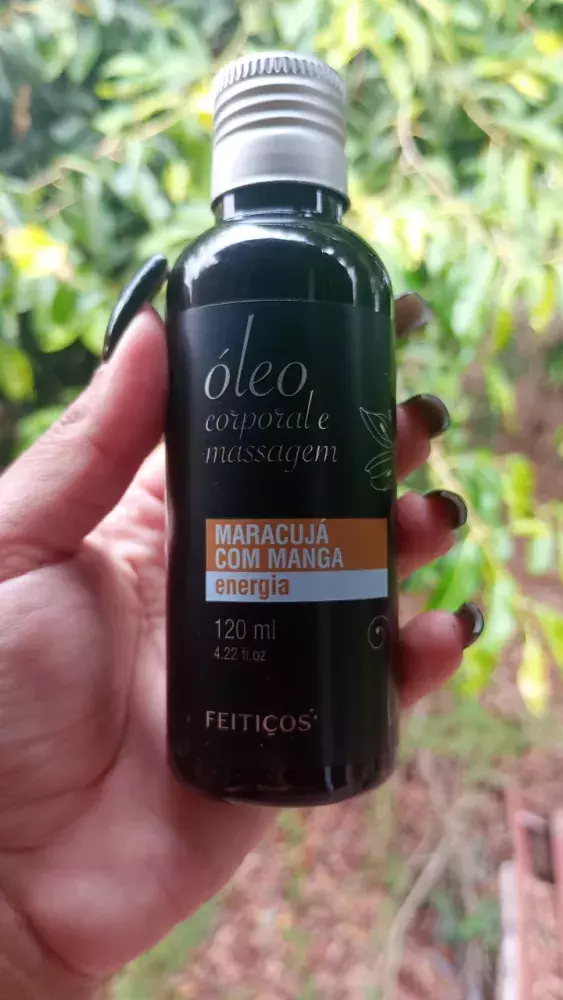 óleo
corporal e
massagem
MARACUJÁ
COM MANGA
energia
120 ml
4.22 fl.oz
FEITIÇOS